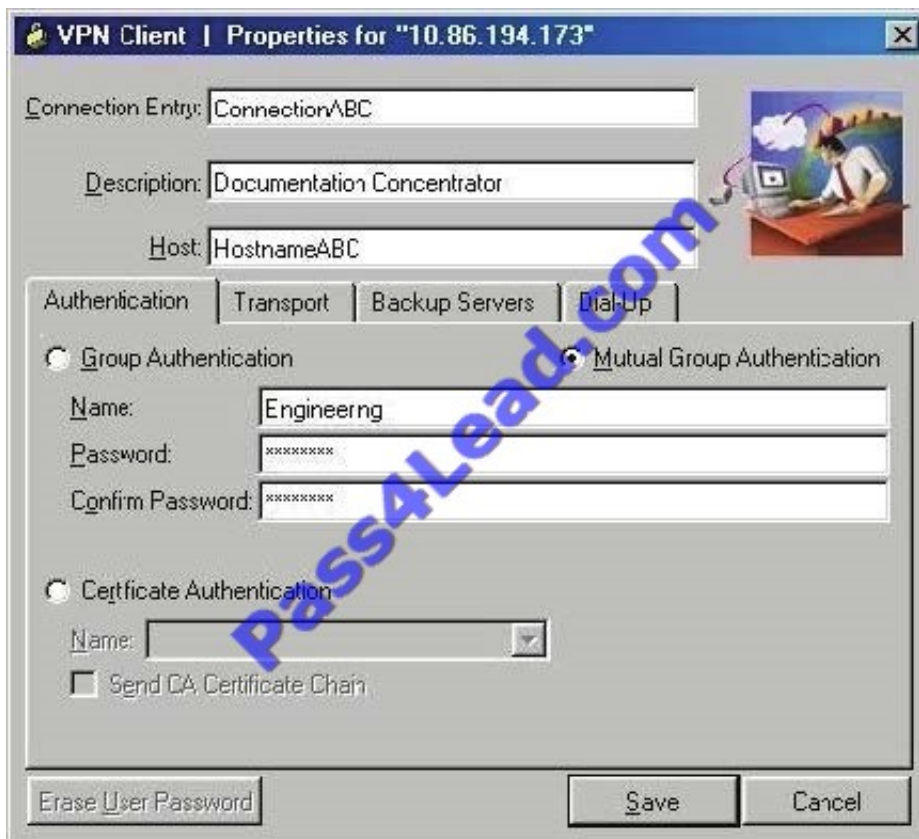 VPN Client | Properties for "10.86.194.173"
Connection Entry: ConnectionABC
Description: Documentation Concentrator
Host: HostnameABC
Authentication Transport Backup Servers Dial-Up
Group Authentication Mutual Group Authentication
Name: Engineerng
Password: ********
Confirm Password: ********
Certficate Authentication
Name:
Send CA Certificate Chain
Erase User Password Save Cancel
Pass4Lead.com